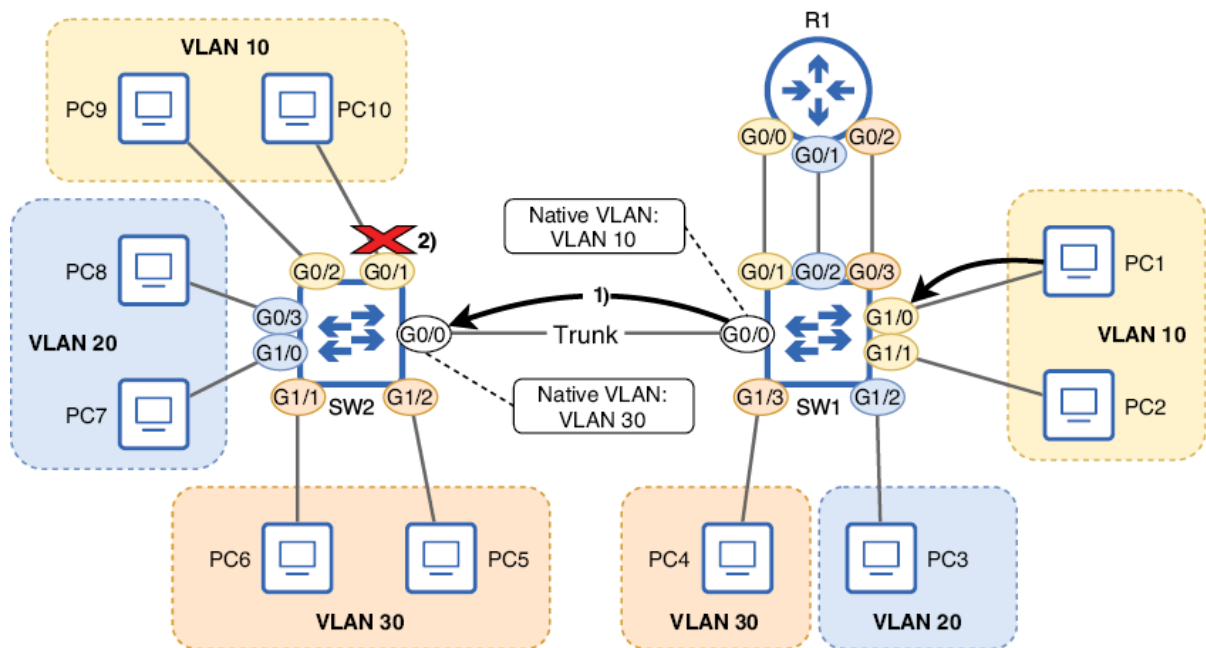 R1
VLAN 10
PC9
PC10
G0/0
G0/1
G0/2
Native VLAN:
VLAN 10
2)
PC8
G0/2
G0/1
G0/1
G0/2
G0/3
PC1
1)
G0/3
G0/0
Trunk
G0/0
G1/0
VLAN 20
VLAN 10
G1/0
G1/1
PC7
G1/1
SW2
G1/2
Native VLAN:
VLAN 30
G1/3
SW1
G1/2
PC2
PC6
PC5
PC4
PC3
VLAN 30
VLAN 30
VLAN 20